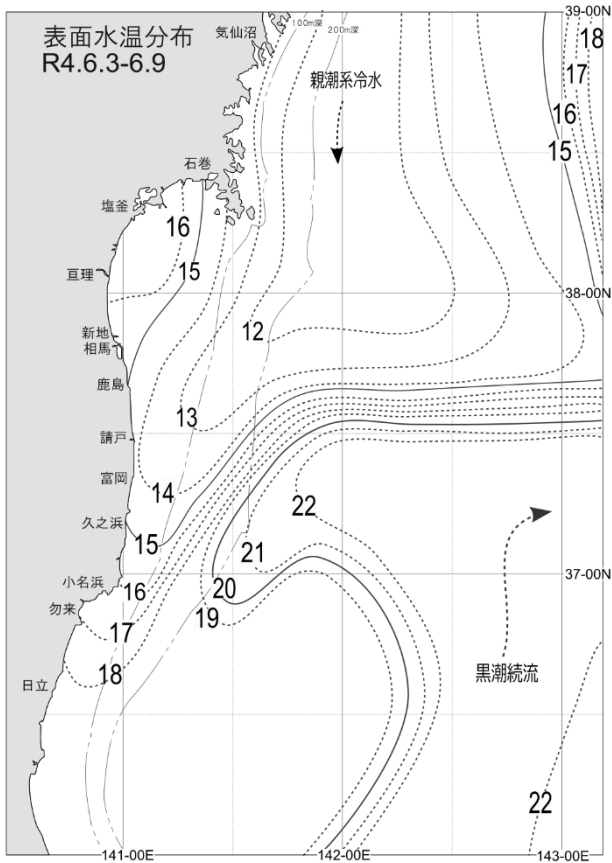 表面水温分布
R4.6.3-6.9
気仙沼
100m深
200m深
39-00N
18
17
16
15
親潮系冷水
石巻
塩釜
16
15
亘理
38-00N
新地
相馬
12
鹿島
13
請戸
富岡
14
22
久之浜
15
21
37-00N
小名浜
16
20
勿来
17
19
18
日立
黒潮続流
22
141-00E
142-00E
143-00E